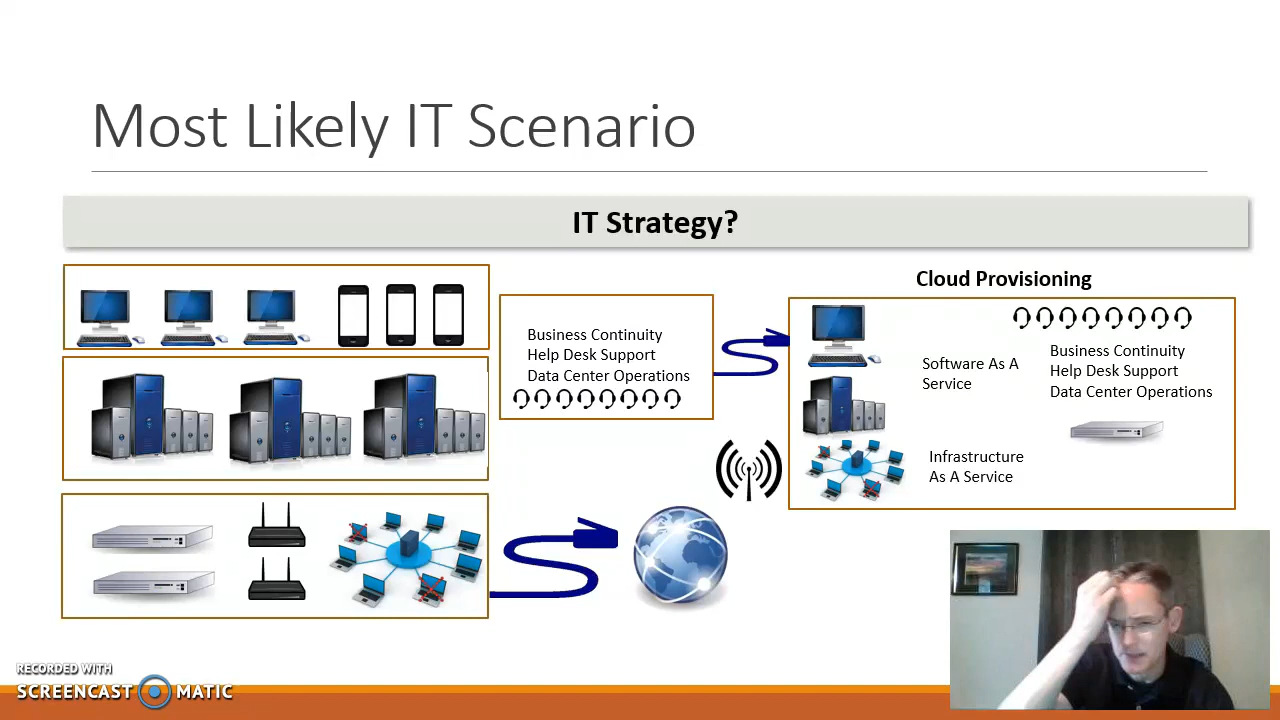 Most Likely IT Scenario
IT Strategy?
Cloud Provisioning
Business Continuity
Help Desk Support
Data Center Operations
Software As A
Service
Business Continuity
Help Desk Support
Data Center Operations
Infrastructure
As A Service
RECORDED WITH
SCREENCAST MATIC